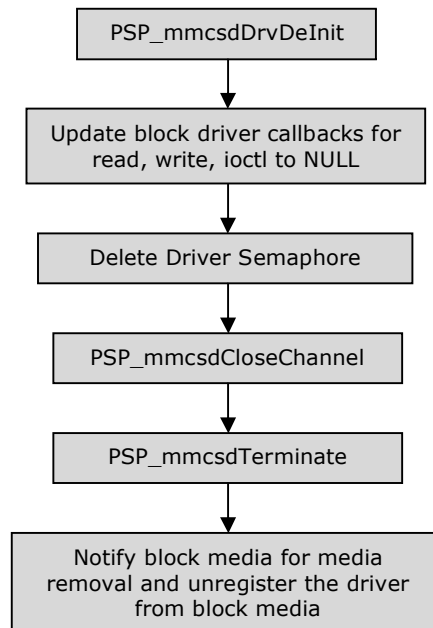 PSP_mmcsdDrvDeInit
Update block driver callbacks for
read, write, ioctl to NULL
Delete Driver Semaphore
PSP_mmcsdCloseChannel
PSP_mmcsdTerminate
Notify block media for media
removal and unregister the driver
from block media